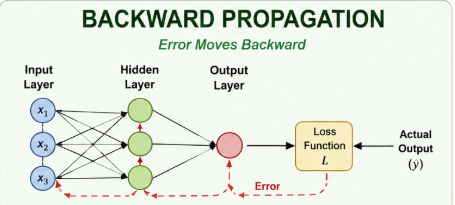 BACKWARD PROPAGATION
Error Moves Backward
Input
Layer
Hidden
Layer
Output
Layer
x₁
x₂
x₃
Loss
Function
L
Actual
Output
(ŷ)
Error